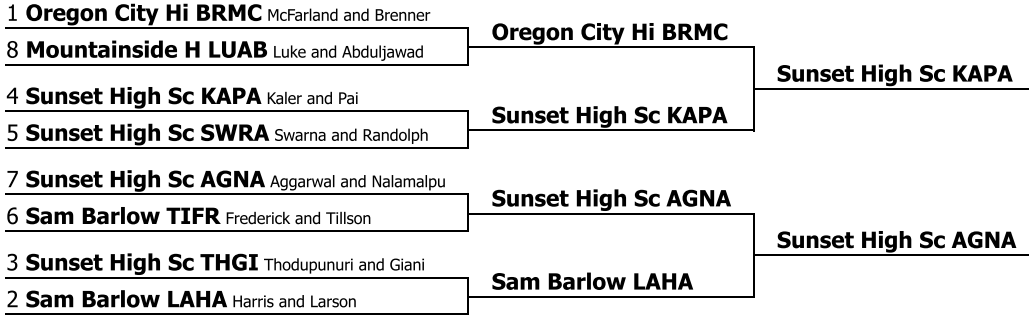 1 Oregon City Hi BRMC McFarland and Brenner
8 Mountainside H LUAB Luke and Abduljawad
4 Sunset High Sc KAPA Kaler and Pai
5 Sunset High Sc SWRA Swarna and Randolph
7 Sunset High Sc AGNA Aggarwal and Nalamalpu
6 Sam Barlow TIFR Frederick and Tillson
3 Sunset High Sc THGI Thodupunuri and Giani
2 Sam Barlow LAHA Harris and Larson
Oregon City Hi BRMC
Sunset High Sc KAPA
Sunset High Sc AGNA
Sam Barlow LAHA
Sunset High Sc KAPA
Sunset High Sc AGNA